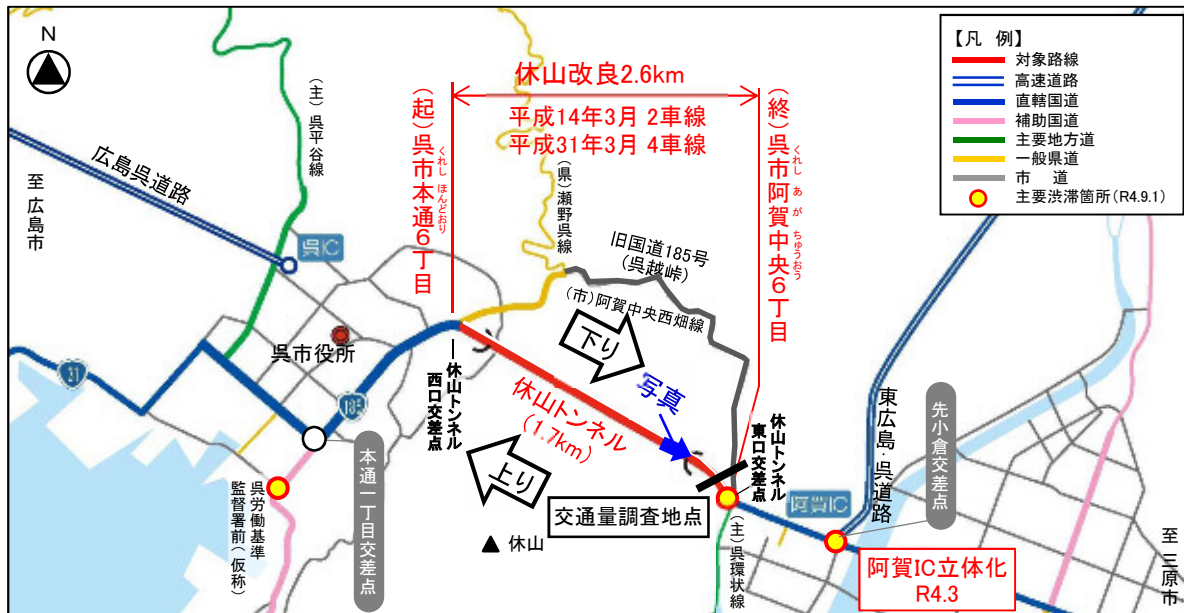 N
【凡 例】
対象路線
高速道路
直轄国道
補助国道
主要地方道
一般県道
市 道
主要渋滞箇所(R4.9.1)
休山改良2.6km
平成14年3月 2車線
平成31年3月 4車線
(起)呉市本通6丁目
くれし ほんどおり
(終)呉市阿賀中央6丁目
くれし あ が ちゅうおう
(主)呉平谷線
広島呉道路
至 広島市
呉IC
(県)瀬野呉線
旧国道185号
(呉越峠)
(市)阿賀中央西畑線
下り
写真
呉市役所
休山トンネル
西口交差点
休山トンネル
(1.7km)
休山トンネル
東口交差点
31
185
上り
交通量調査地点
本通一丁目交差点
呉労働基準
監督署前(仮称)
休山
(主)呉環状線
阿賀IC
東広島・呉道路
先小倉交差点
阿賀IC立体化
R4.3
至 三原市